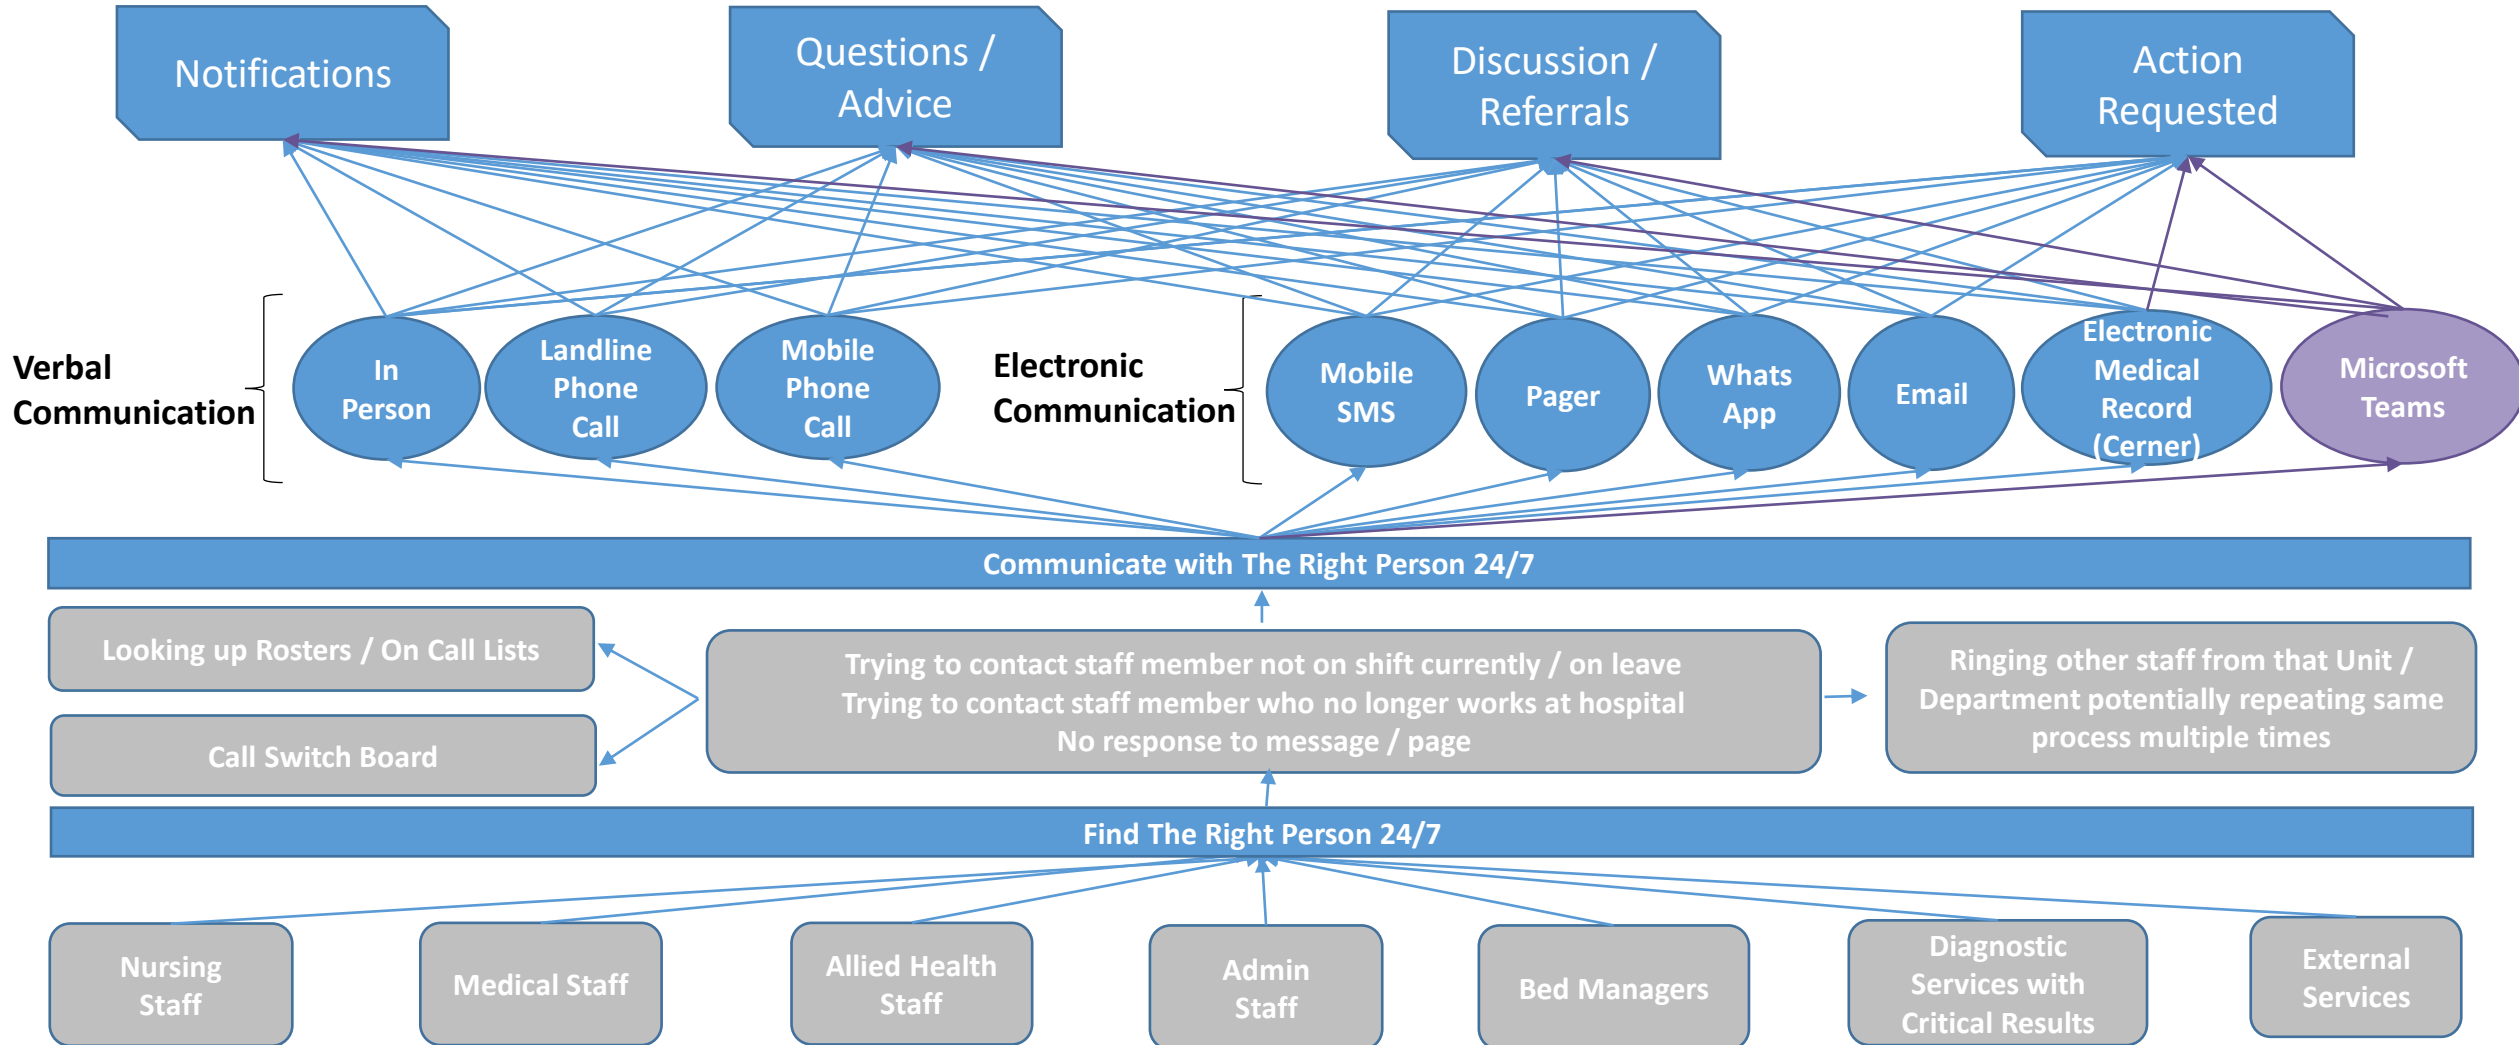 Notifications
Questions /
Advice
Discussion /
Referrals
Action
Requested
Verbal
Communication
In
Person
Landline
Phone
Call
Mobile
Phone
Call
Electronic
Communication
Mobile
SMS
Pager
Whats
App
Email
Electronic
Medical
Record
(Cerner)
Microsoft
Teams
Communicate with The Right Person 24/7
Looking up Rosters / On Call Lists
Call Switch Board
Trying to contact staff member not on shift currently / on leave
Trying to contact staff member who no longer works at hospital
No response to message / page
Ringing other staff from that Unit /
Department potentially repeating same
process multiple times
Find The Right Person 24/7
Nursing
Staff
Medical Staff
Allied Health
Staff
Admin
Staff
Bed Managers
Diagnostic
Services with
Critical Results
External
Services